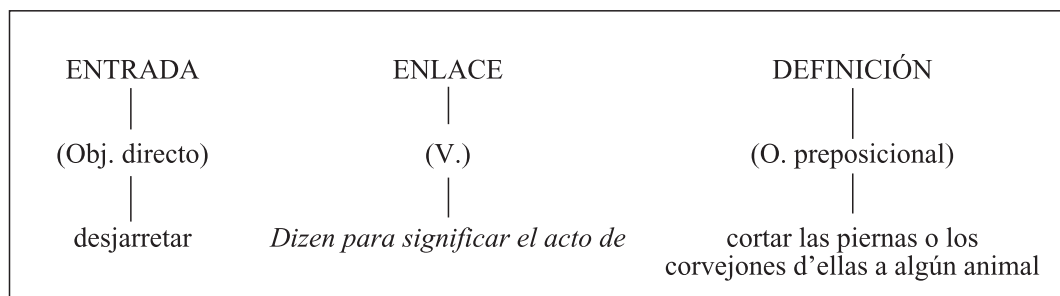 ENTRADA ENLACE DEFINICIÓN
(Obj. directo) (V.) (O. preposicional)
desjarretar Dizen para significar el acto de cortar las piernas o los
corvejones d’ellas a algún animal